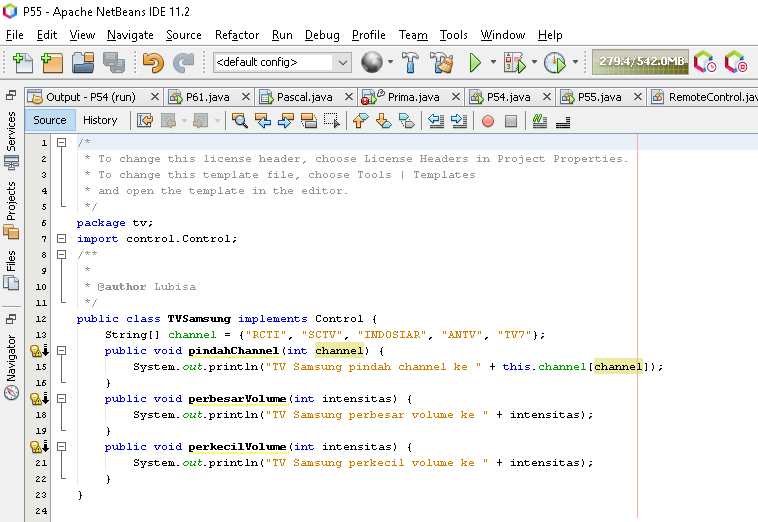 P55 - Apache NetBeans IDE 11.2
File Edit View Navigate Source Refactor Run Debug Profile Team Tools Window Help
<default config>
279.4/542.0MB
Output - P54 (run) P61.java Pascal.java Prima.java P54.java P55.java RemoteControl.jav
Source History
Services
Projects
Files
Navigator
1 /*
2 * To change this license header, choose License Headers in Project Properties.
3 * To change this template file, choose Tools | Templates
4 * and open the template in the editor.
5 */
6 package tv;
7 import control.Control;
8 /**
9 *
10 * @author Lubisa
11 */
12 public class TVSamsung implements Control {
13 String[] channel = {"RCTI", "SCTV", "INDOSIAR", "ANTV", "TV7"};
public void pindahChannel(int channel) {
15 System.out.println("TV Samsung pindah channel ke " + this.channel[channel]);
16 }
public void perbesarVolume(int intensitas) {
18 System.out.println("TV Samsung perbesar volume ke " + intensitas);
19 }
public void perkecilVolume(int intensitas) {
21 System.out.println("TV Samsung perkecil volume ke " + intensitas);
22 }
23 }
24